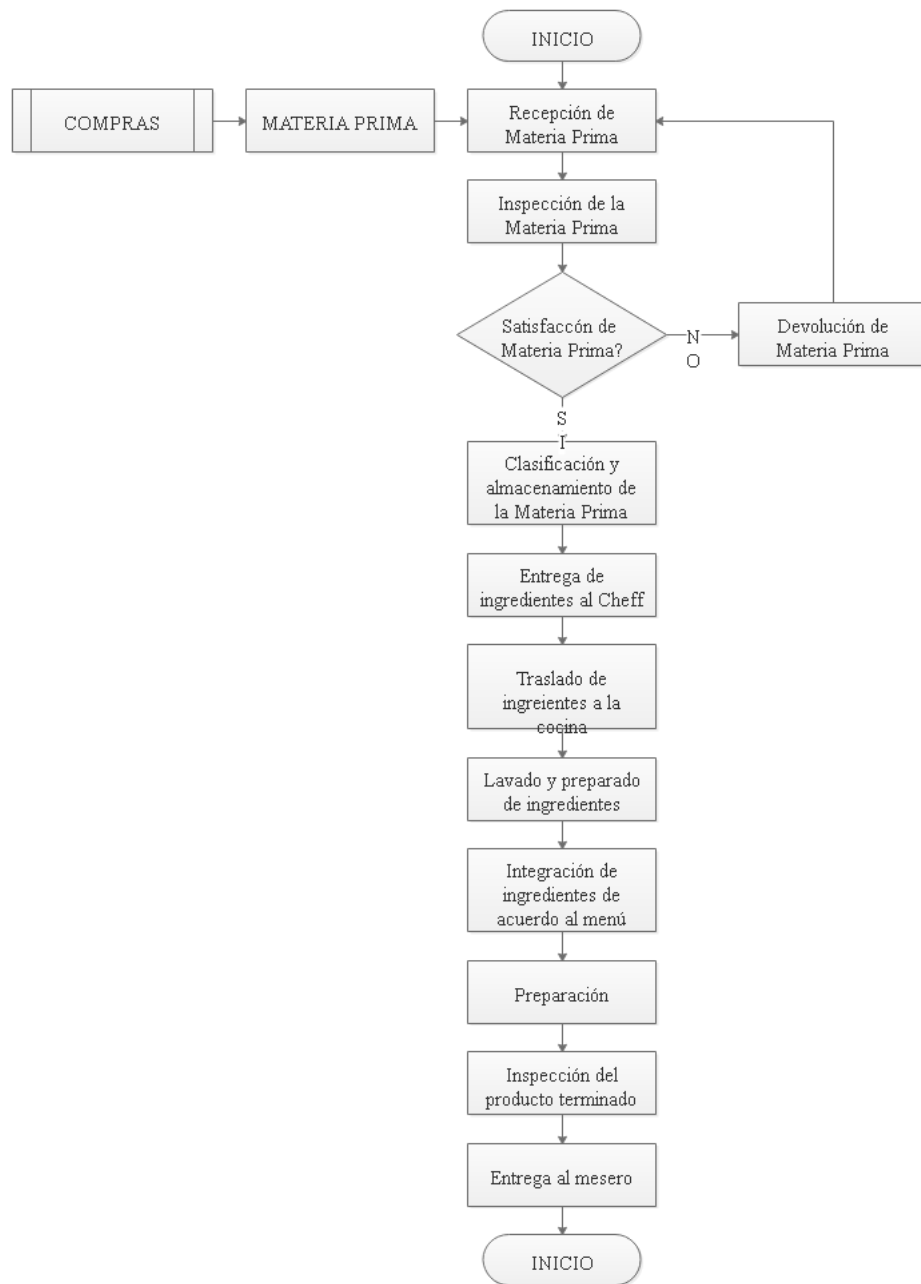 INICIO
COMPRAS
MATERIA PRIMA
Recepción de
Materia Prima
Inspección de la
Materia Prima
Satisfaccón de
Materia Prima?
N
O
Devolución de
Materia Prima
S
I
Clasificación y
almacenamiento de
la Materia Prima
Entrega de
ingredientes al Cheff
Traslado de
ingreientes a la
cocina
Lavado y preparado
de ingredientes
Integración de
ingredientes de
acuerdo al menú
Preparación
Inspección del
producto terminado
Entrega al mesero
INICIO